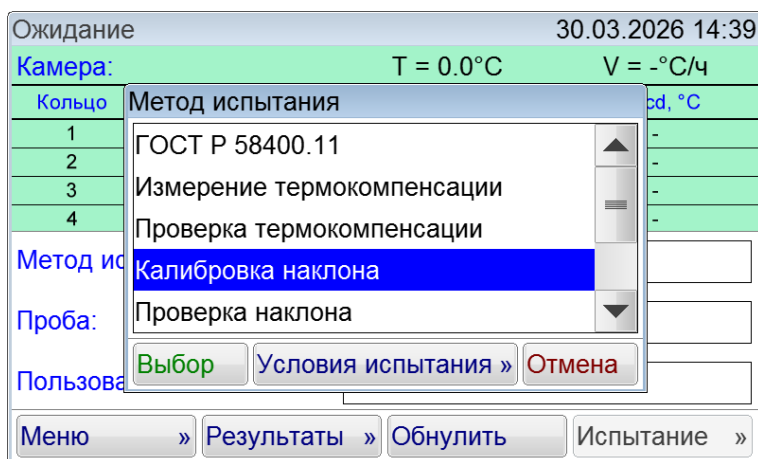 Ожидание 30.03.2026 14:39
Камера: T = 0.0°C V = -°C/ч
Кольцо cd, °C
Метод испытания
1 -
2 -
3 -
4 -
ГОСТ Р 58400.11
Измерение термокомпенсации
Проверка термокомпенсации
Калибровка наклона
Проверка наклона
Метод ис
Проба:
Пользова
Выбор Условия испытания » Отмена
Меню » Результаты » Обнулить Испытание »